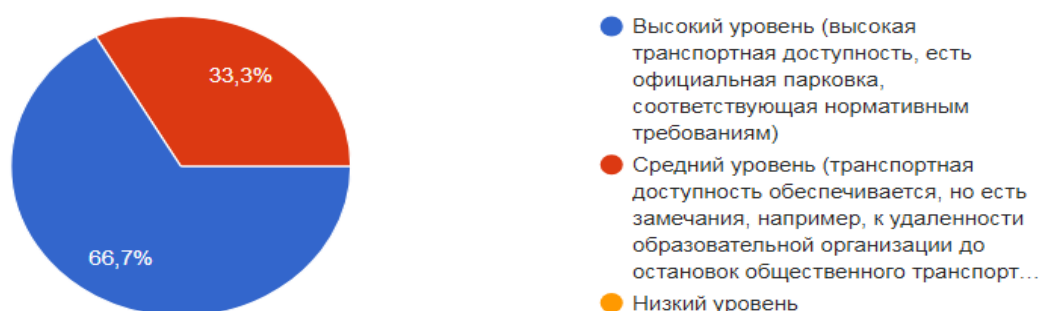 33,3%
66,7%
Высокий уровень (высокая
транспортная доступность, есть
официальная парковка,
соответствующая нормативным
требованиям)
Средний уровень (транспортная
доступность обеспечивается, но есть
замечания, например, к удаленности
образовательной организации до
остановок общественного транспорт...
Низкий уровень